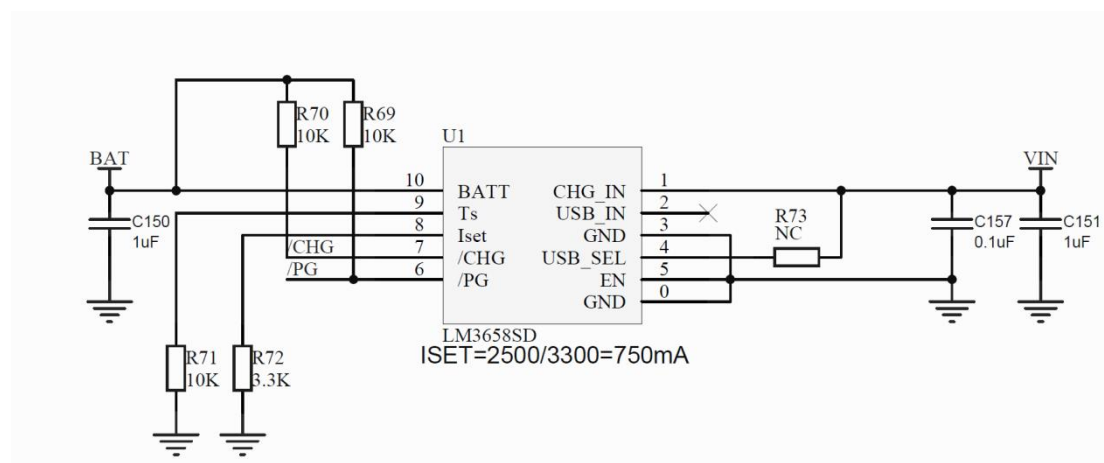 R70
10K
R69
10K
U1
BAT
VIN
10
BATT
CHG_IN
1
9
Ts
USB_IN
2
8
Iset
GND
3
/CHG
7
/CHG
USB_SEL
4
/PG
6
/PG
EN
5
GND
0
C150
1uF
R73
NC
C157
0.1uF
C151
1uF
LM3658SD
ISET=2500/3300=750mA
R71
10K
R72
3.3K